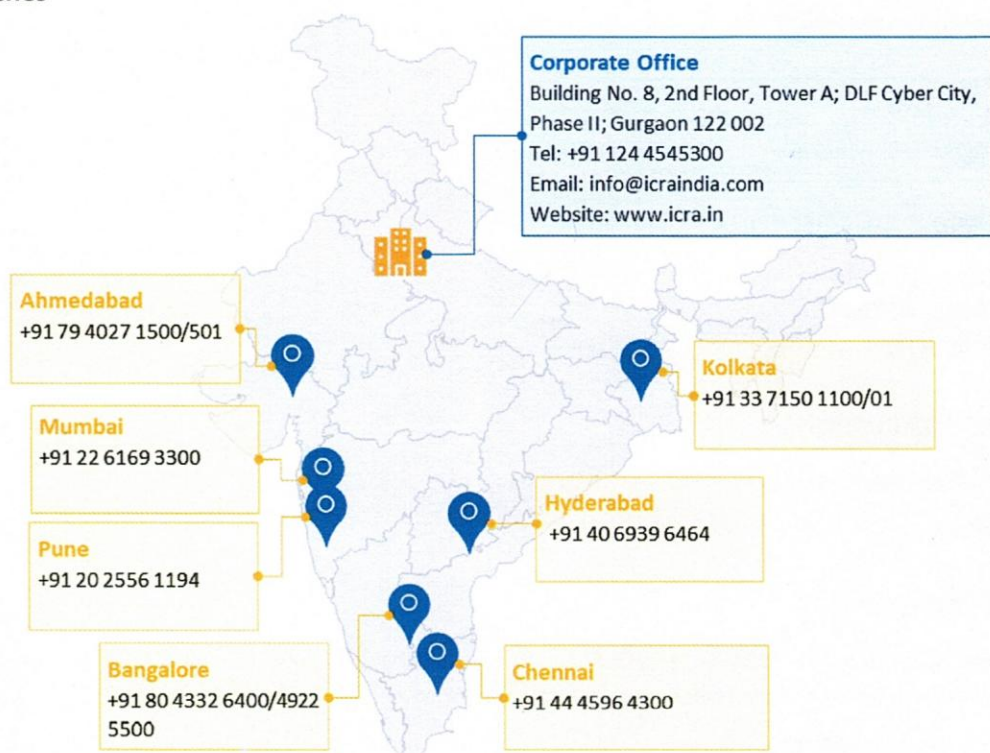 Corporate Office
Building No. 8, 2nd Floor, Tower A; DLF Cyber City,
Phase II; Gurgaon 122 002
Tel: +91 124 4545300
Email: info@icraindia.com
Website: www.icra.in
Ahmedabad
+91 79 4027 1500/501
Kolkata
+91 33 7150 1100/01
Mumbai
+91 22 6169 3300
Hyderabad
+91 40 6939 6464
Pune
+91 20 2556 1194
Bangalore
+91 80 4332 6400/4922
5500
Chennai
+91 44 4596 4300